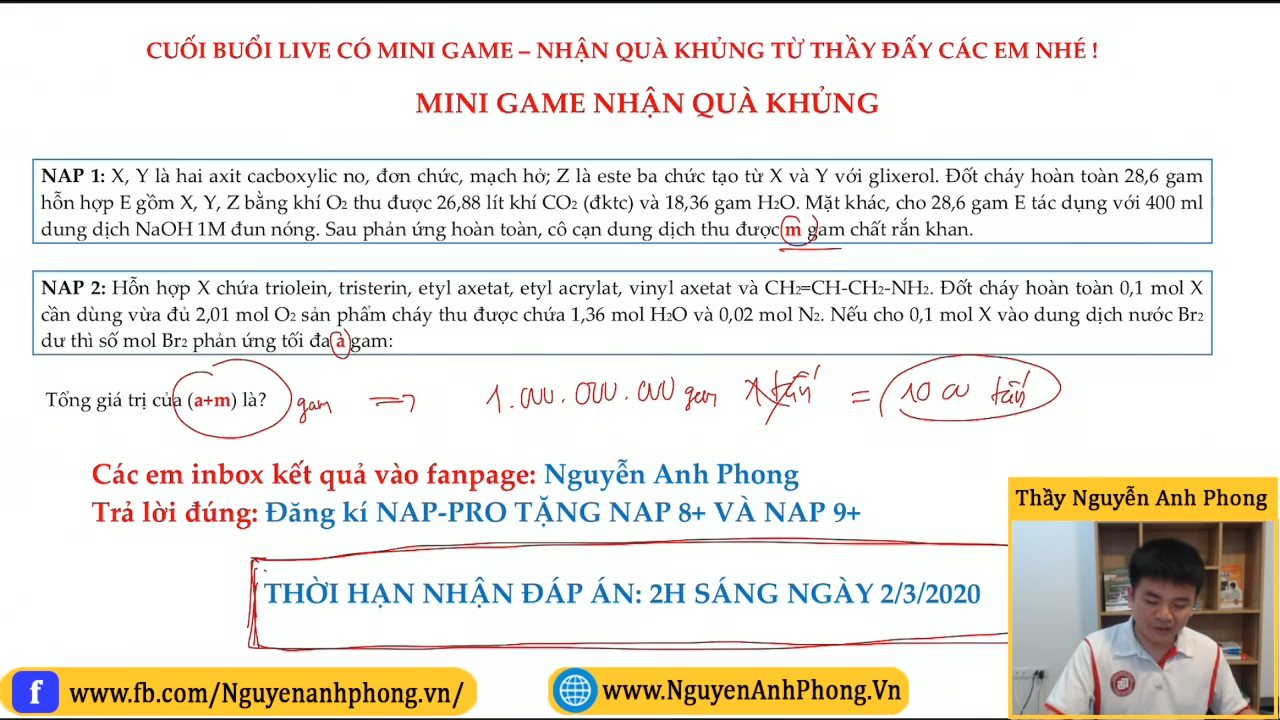 CUỐI BUỔI LIVE CÓ MINI GAME – NHẬN QUÀ KHỦNG TỪ THẦY ĐẤY CÁC EM NHÉ !
MINI GAME NHẬN QUÀ KHỦNG
NAP 1: X, Y là hai axit cacboxylic no, đơn chức, mạch hở; Z là este ba chức tạo từ X và Y với glixerol. Đốt cháy hoàn toàn 28,6 gam
hỗn hợp E gồm X, Y, Z bằng khí O2 thu được 26,88 lít khí CO2 (đktc) và 18,36 gam H2O. Mặt khác, cho 28,6 gam E tác dụng với 400 ml
dung dịch NaOH 1M đun nóng. Sau phản ứng hoàn toàn, cô cạn dung dịch thu được m gam chất rắn khan.
NAP 2: Hỗn hợp X chứa triolein, tristerin, etyl axetat, etyl acrylat, vinyl axetat và CH2=CH-CH2-NH2. Đốt cháy hoàn toàn 0,1 mol X
cần dùng vừa đủ 2,01 mol O2 sản phẩm cháy thu được chứa 1,36 mol H2O và 0,02 mol N2. Nếu cho 0,1 mol X vào dung dịch nước Br2
dư thì số mol Br2 phản ứng tối đa a gam:
Tổng giá trị của (a+m) là? gam => 1.000.000.000 gam = 1000 tấn
Các em inbox kết quả vào fanpage: Nguyễn Anh Phong
Trả lời đúng: Đăng kí NAP-PRO TẶNG NAP 8+ VÀ NAP 9+
Thầy Nguyễn Anh Phong
THỜI HẠN NHẬN ĐÁP ÁN: 2H SÁNG NGÀY 2/3/2020
f www.fb.com/Nguyenanhphong.vn/ www.NguyenAnhPhong.Vn